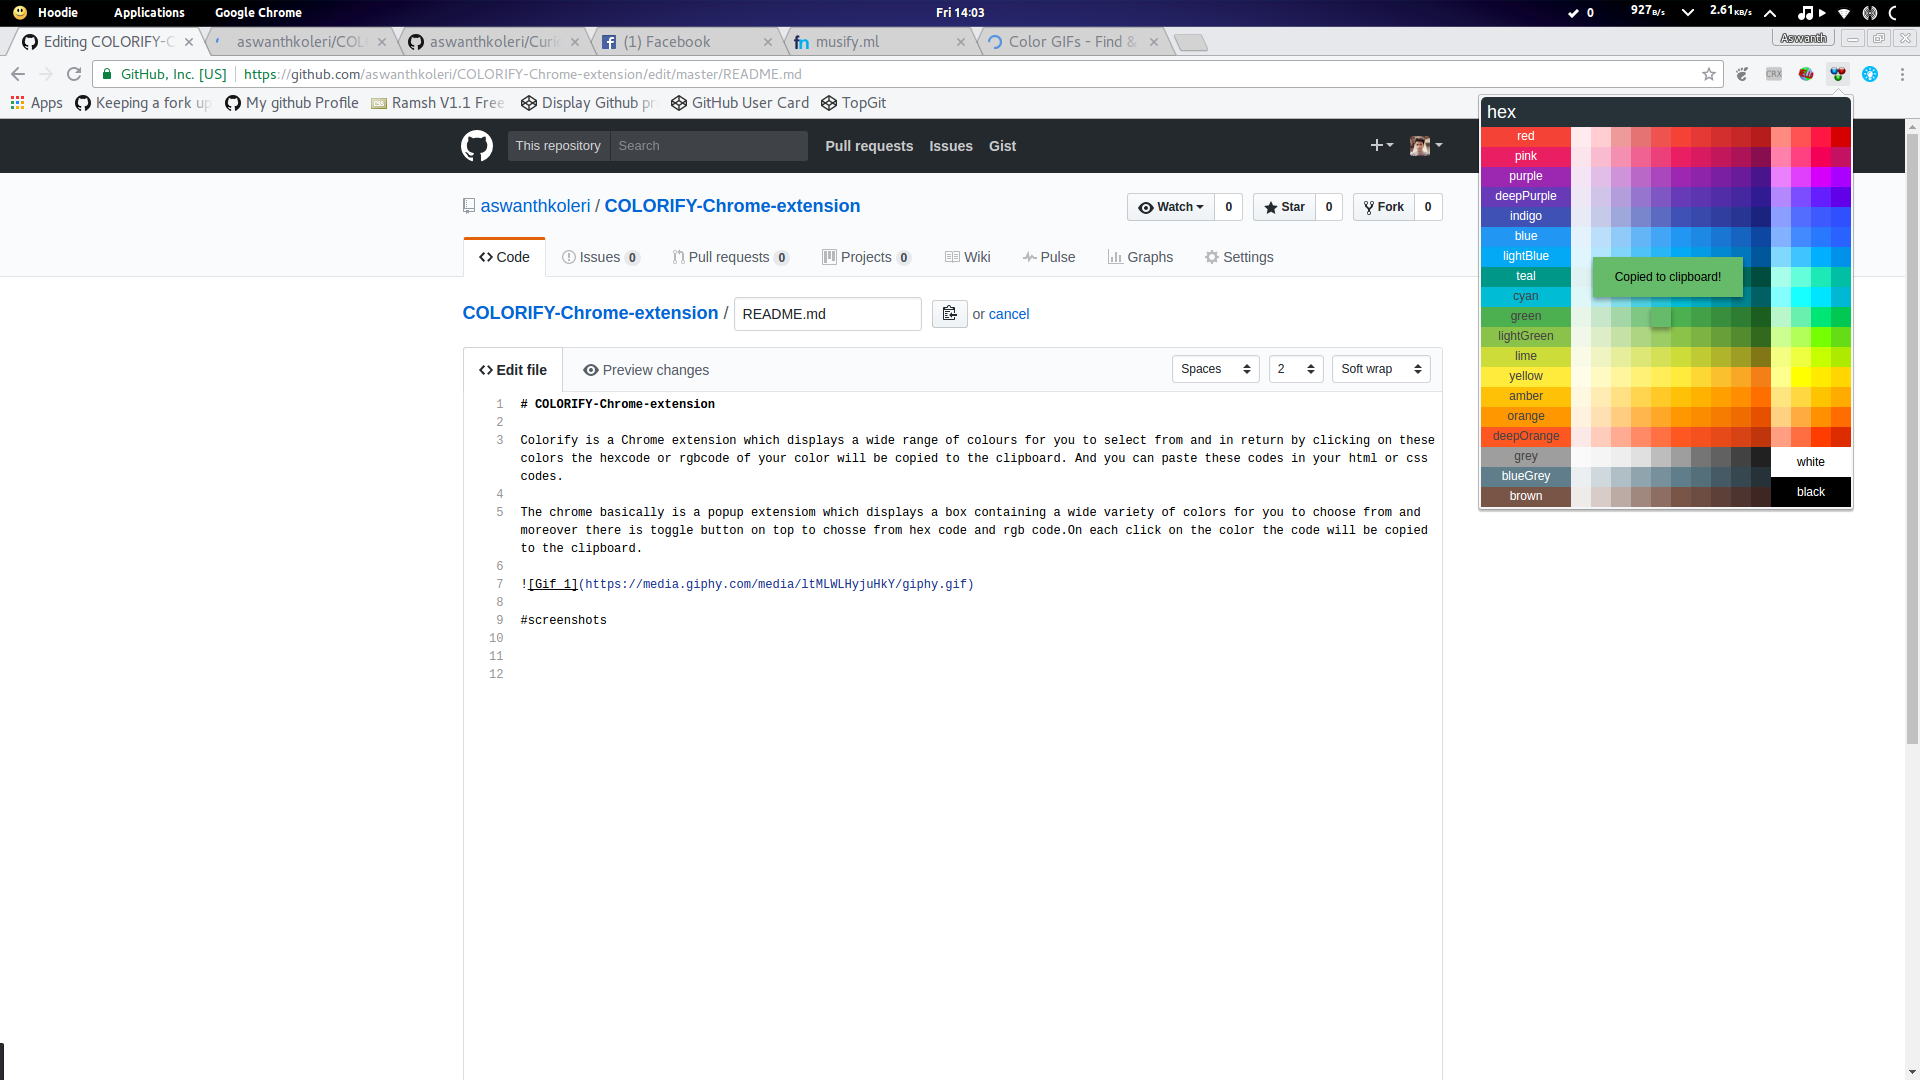 Hoodie Applications Google Chrome Fri 14:03 0 927B/s 2.61KB/s
Editing COLORIFY-C aswanthkoleri/COL aswanthkoleri/Curi (1) Facebook musify.ml Color GIFs - Find & Aswanth
GitHub, Inc. [US] https://github.com/aswanthkoleri/COLORIFY-Chrome-extension/edit/master/README.md CRX
Apps Keeping a fork up My github Profile Ramsh V1.1 Free Display Github pr GitHub User Card TopGit
This repository Search Pull requests Issues Gist
aswanthkoleri / COLORIFY-Chrome-extension Watch 0 Star 0 Fork 0
Code Issues 0 Pull requests 0 Projects 0 Wiki Pulse Graphs Settings
COLORIFY-Chrome-extension / README.md or cancel
Edit file Preview changes Spaces 2 Soft wrap
1 # COLORIFY-Chrome-extension
2
3 Colorify is a Chrome extension which displays a wide range of colours for you to select from and in return by clicking on these
colors the hexcode or rgbcode of your color will be copied to the clipboard. And you can paste these codes in your html or css
codes.
4
5 The chrome basically is a popup extensiom which displays a box containing a wide variety of colors for you to choose from and
moreover there is toggle button on top to chosse from hex code and rgb code.On each click on the color the code will be copied
to the clipboard.
6
7 ![Gif 1](https://media.giphy.com/media/ltMLWLHyjuHkY/giphy.gif)
8
9 #screenshots
10
11
12
hex
red
pink
purple
deepPurple
indigo
blue
lightBlue
teal
Copied to clipboard!
cyan
green
lightGreen
lime
yellow
amber
orange
deepOrange
grey
white
blueGrey
black
brown